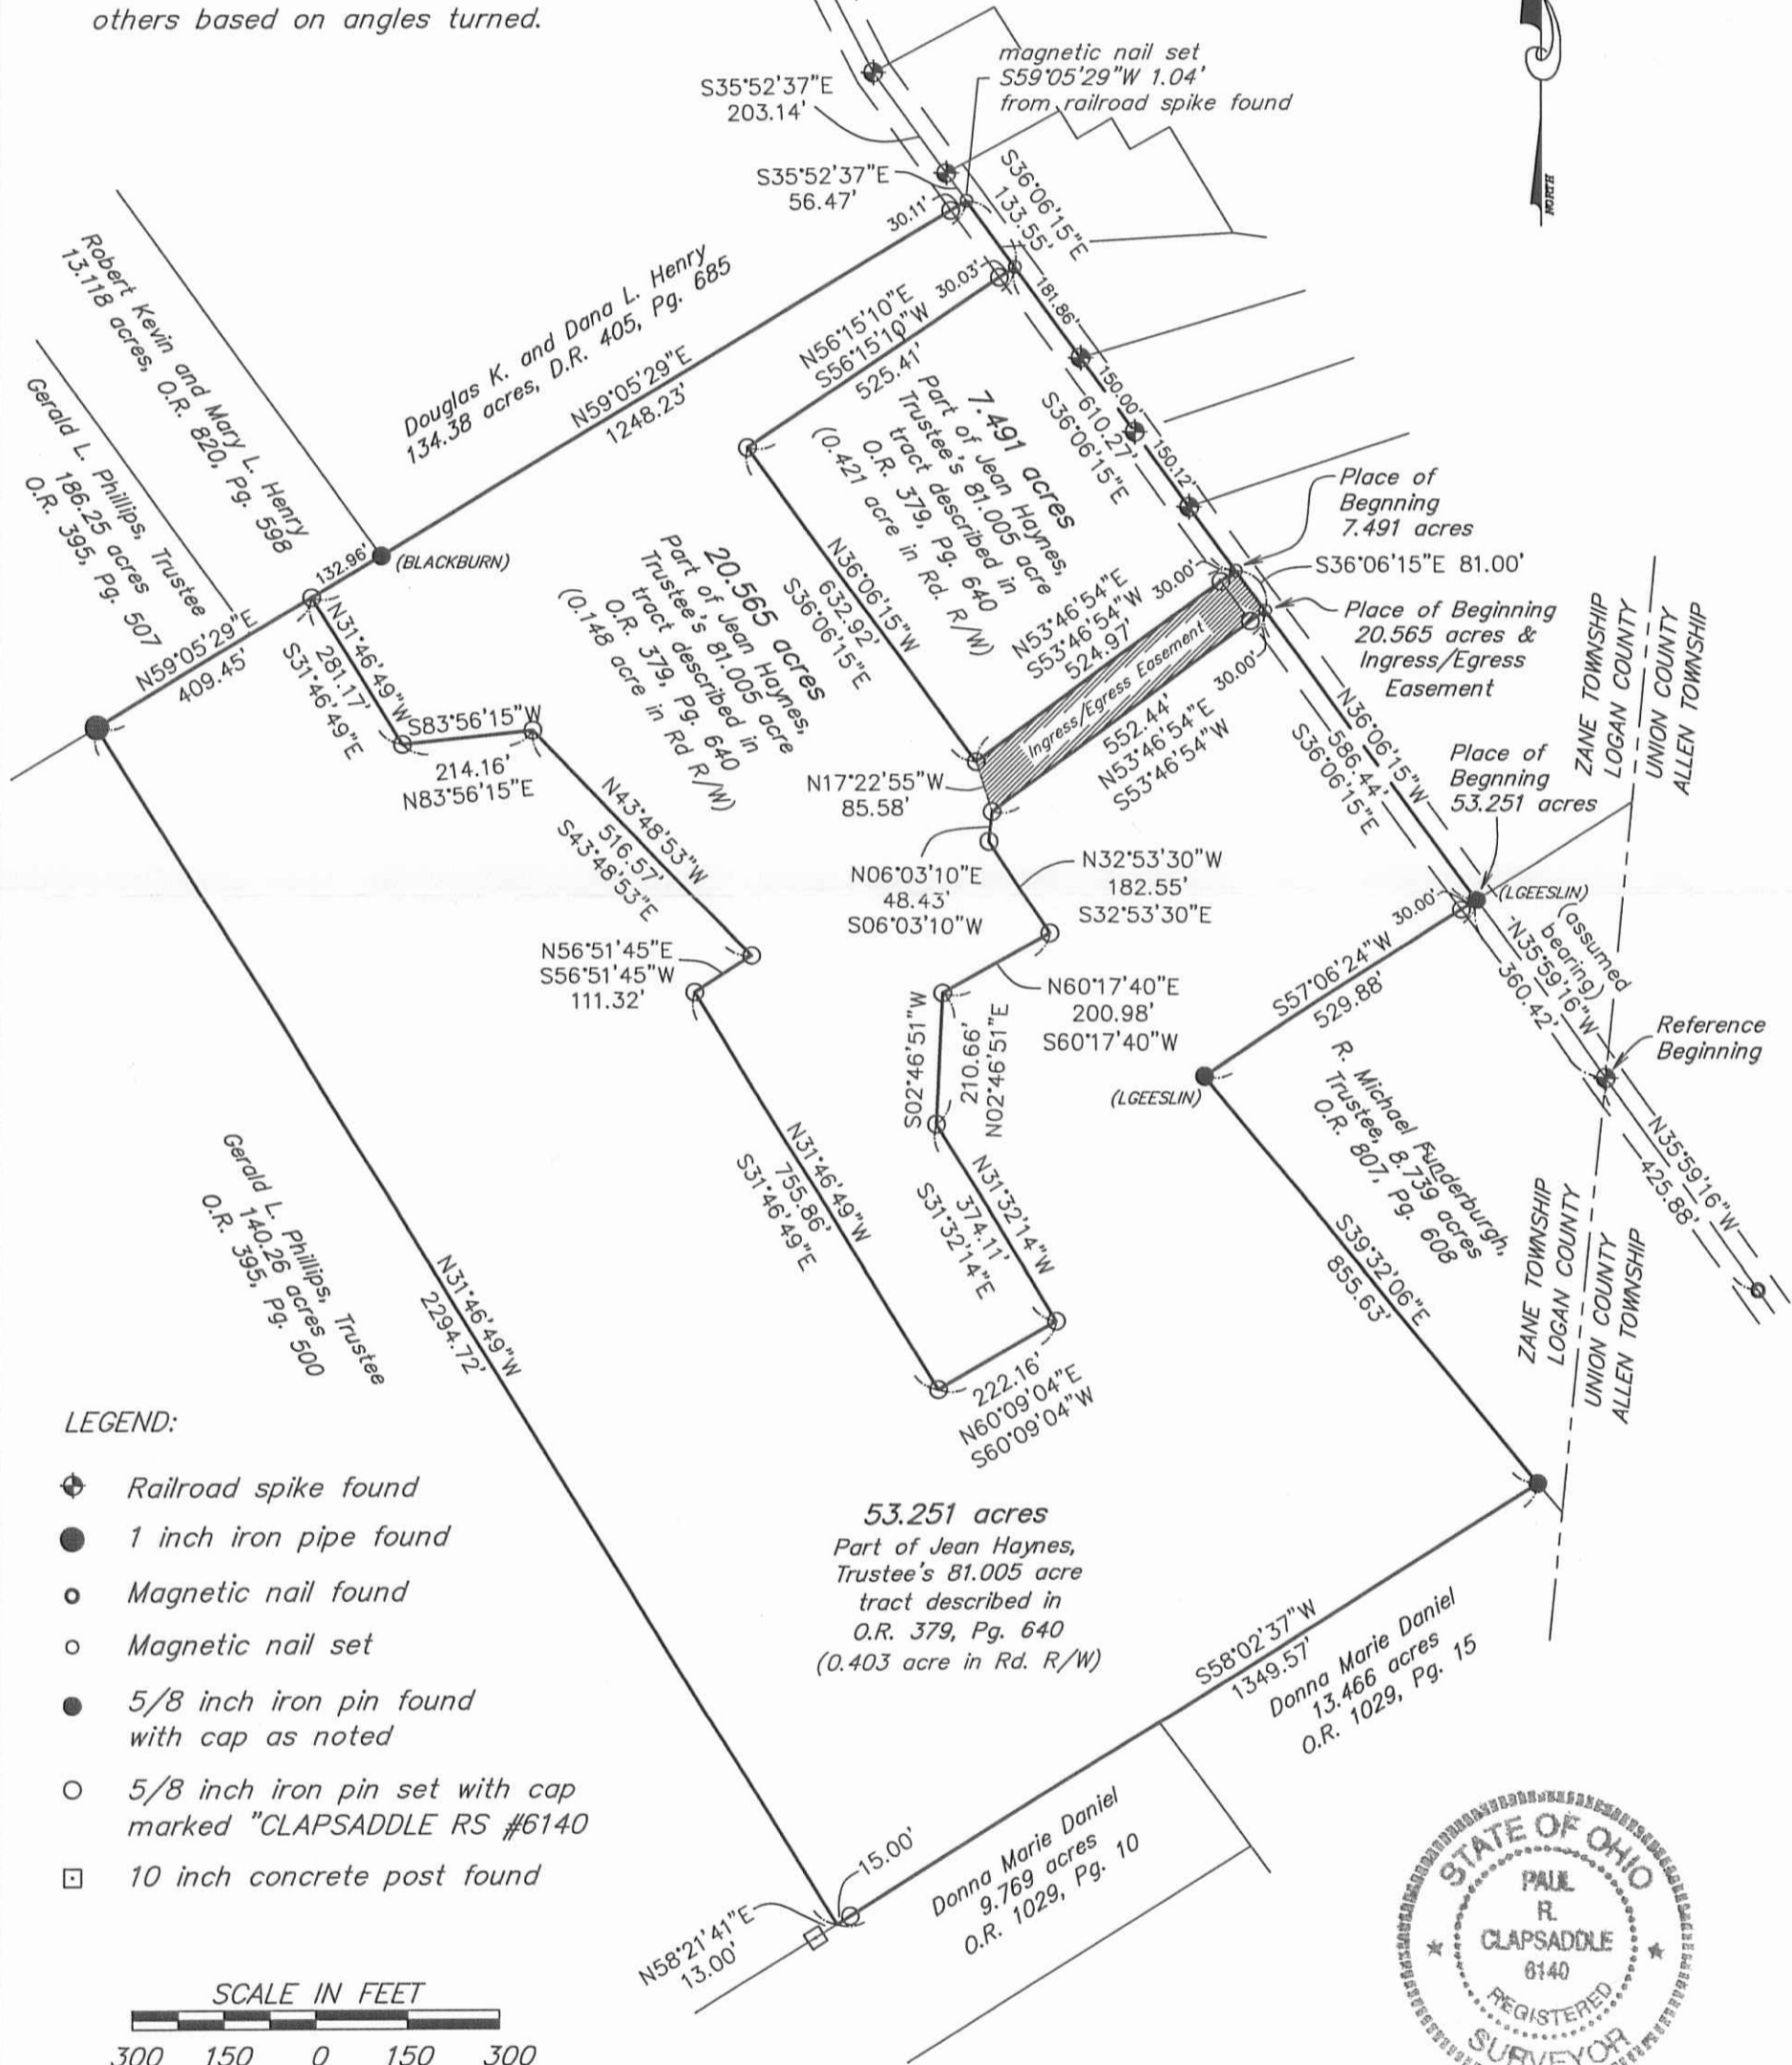 others based on angles turned.
magnetic nail set
S59°05'29"W 1.04'
from railroad spike found
NORTH
S35°52'37"E
203.14'
S35°52'37"E
56.47'
S36°06'15"E
133.55'
30.11'
30.03'
181.86'
150.00'
150.12'
610.27'
S36°06'15"E
Robert Kevin and Mary L. Henry
13.118 acres, O.R. 820, Pg. 598
Gerald L. Phillips, Trustee
186.25 acres
O.R. 395, Pg. 507
Douglas K. and Dana L. Henry
134.38 acres, D.R. 405, Pg. 685
N59°05'29"E
1248.23'
N56°15'10"E
S56°15'10"W
525.41'
7.491 acres
Part of Jean Haynes,
Trustee's 81.005 acre
tract described in
O.R. 379, Pg. 640
(0.421 acre in Rd. R/W)
Place of
Begnning
7.491 acres
S36°06'15"E 81.00'
Place of Beginning
20.565 acres &
Ingress/Egress
Easement
132.96'
(BLACKBURN)
N59°05'29"E
409.45'
N31°46'49"W
281.17'
S31°46'49"E
S83°56'15"W
214.16'
N83°56'15"E
20.565 acres
Part of Jean Haynes,
Trustee's 81.005 acre
tract described in
O.R. 379, Pg. 640
(0.148 acre in Rd R/W)
N36°06'15"W
632.92'
S36°06'15"E
N53°46'54"E
S53°46'54"W
524.97'
30.00'
Ingress/Egress Easement
30.00'
552.44'
N53°46'54"E
S53°46'54"W
N17°22'55"W
85.58'
N36°06'15"W
586.44'
S36°06'15"E
Place of
Begnning
53.251 acres
ZANE TOWNSHIP
LOGAN COUNTY
UNION COUNTY
ALLEN TOWNSHIP
N43°48'53"W
516.57'
S43°48'53"E
N06°03'10"E
48.43'
S06°03'10"W
N32°53'30"W
182.55'
S32°53'30"E
30.00'
(LGEESLIN)
(assumed
bearing)
N35°59'16"W
360.42'
N56°51'45"E
S56°51'45"W
111.32'
N60°17'40"E
200.98'
S60°17'40"W
S57°06'24"W
529.88'
Reference
Beginning
S02°46'51"W
210.66'
N02°46'51"E
(LGEESLIN)
R. Michael Funderburgh,
Trustee, 8.739 acres
O.R. 807, Pg. 608
N35°59'16"W
425.88'
Gerald L. Phillips, Trustee
140.26 acres
O.R. 395, Pg. 500
N31°46'49"W
2294.72'
N31°46'49"W
755.86'
S31°46'49"E
N31°32'14"W
374.11'
S31°32'14"E
S39°32'06"E
855.63'
ZANE TOWNSHIP
LOGAN COUNTY
UNION COUNTY
ALLEN TOWNSHIP
222.16'
N60°09'04"E
S60°09'04"W
LEGEND:
Railroad spike found
1 inch iron pipe found
Magnetic nail found
Magnetic nail set
5/8 inch iron pin found
with cap as noted
5/8 inch iron pin set with cap
marked "CLAPSADDLE RS #6140
10 inch concrete post found
53.251 acres
Part of Jean Haynes,
Trustee's 81.005 acre
tract described in
O.R. 379, Pg. 640
(0.403 acre in Rd. R/W)
S58°02'37"W
1349.57'
Donna Marie Daniel
13.466 acres
O.R. 1029, Pg. 15
15.00'
Donna Marie Daniel
9.769 acres
O.R. 1029, Pg. 10
N58°21'41"E
13.00'
SCALE IN FEET
300 150 0 150 300
STATE OF OHIO
PAUL
R.
CLAPSADDLE
6140
REGISTERED
SURVEYOR